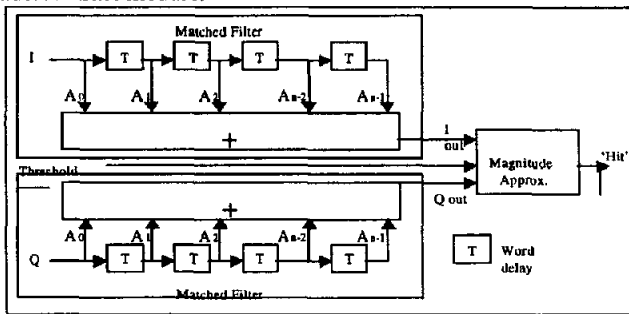 Matched Filter
I T T T T
A0 A1 A2 An-2 An-1
+
I out
'Hit'
Threshold
Magnitude Approx.
+
Q out
A0 A1 A2 An-2 An-1
Q T T T T
T Word delay
Matched Filter